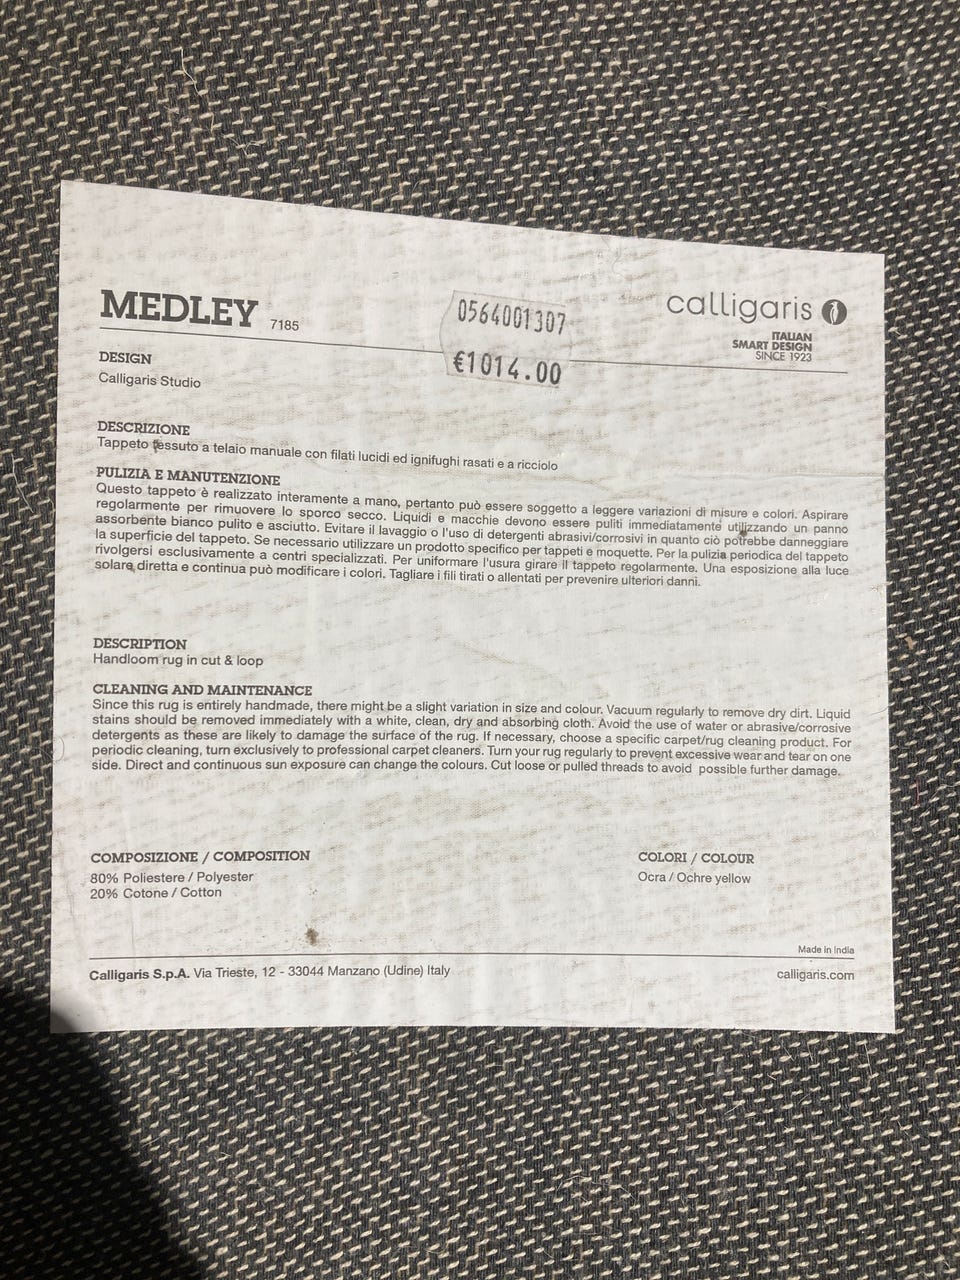 MEDLEY 7185
0564001307
€1014.00
calligaris
ITALIAN
SMART DESIGN
SINCE 1923
DESIGN
Calligaris Studio
DESCRIZIONE
Tappeto tessuto a telaio manuale con filati lucidi ed ignifughi rasati e a ricciolo
PULIZIA E MANUTENZIONE
Questo tappeto è realizzato interamente a mano, pertanto può essere soggetto a leggere variazioni di misure e colori. Aspirare
regolarmente per rimuovere lo sporco secco. Liquidi e macchie devono essere puliti immediatamente utilizzando un panno
assorbente bianco pulito e asciutto. Evitare il lavaggio o l'uso di detergenti abrasivi/corrosivi in quanto ciò potrebbe danneggiare
la superficie del tappeto. Se necessario utilizzare un prodotto specifico per tappeti e moquette. Per la pulizia periodica del tappeto
rivolgersi esclusivamente a centri specializzati. Per uniformare l'usura girare il tappeto regolarmente. Una esposizione alla luce
solare diretta e continua può modificare i colori. Tagliare i fili tirati o allentati per prevenire ulteriori danni.
DESCRIPTION
Handloom rug in cut & loop
CLEANING AND MAINTENANCE
Since this rug is entirely handmade, there might be a slight variation in size and colour. Vacuum regularly to remove dry dirt. Liquid
stains should be removed immediately with a white, clean, dry and absorbing cloth. Avoid the use of water or abrasive/corrosive
detergents as these are likely to damage the surface of the rug. If necessary, choose a specific carpet/rug cleaning product. For
periodic cleaning, turn exclusively to professional carpet cleaners. Turn your rug regularly to prevent excessive wear and tear on one
side. Direct and continuous sun exposure can change the colours. Cut loose or pulled threads to avoid possible further damage.
COMPOSIZIONE / COMPOSITION
80% Poliestere / Polyester
20% Cotone / Cotton
COLORI / COLOUR
Ocra / Ochre yellow
Made in India
Calligaris S.p.A. Via Trieste, 12 - 33044 Manzano (Udine) Italy
calligaris.com